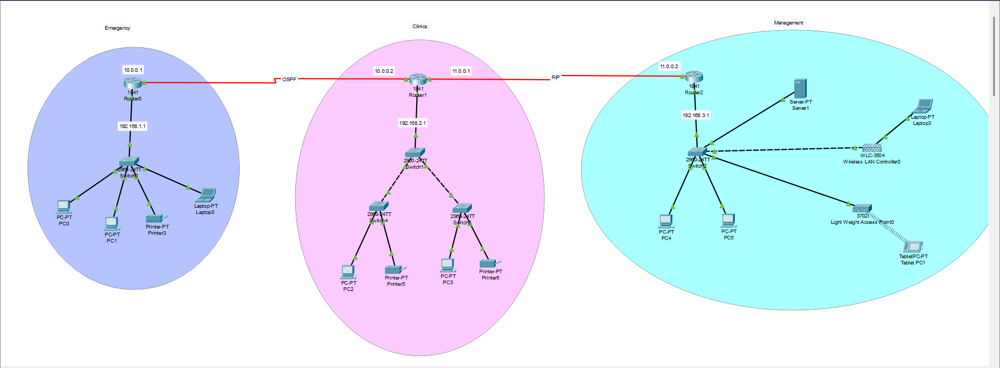 Emergency
Clinics
Management
10.0.0.1
1841
Router0
OSPF
10.0.0.2
11.0.0.1
1841
Router1
RIP
11.0.0.2
1841
Router2
192.168.1.1
2960-24TT
Switch0
PC-PT
PC0
PC-PT
PC1
Printer-PT
Printer3
Laptop-PT
Laptop0
192.168.2.1
2960-24TT
Switch1
2960-24TT
Switch4
2960-24TT
Switch5
PC-PT
PC2
Printer-PT
Printer5
PC-PT
PC3
Printer-PT
Printer6
192.168.3.1
Server-PT
Server1
Laptop-PT
Laptop3
2960-24TT
Switch2
WLC-3504
Wireless LAN Controller0
3702i
Light Weight Access Point0
PC-PT
PC4
PC-PT
PC5
TabletPC-PT
Tablet PC1